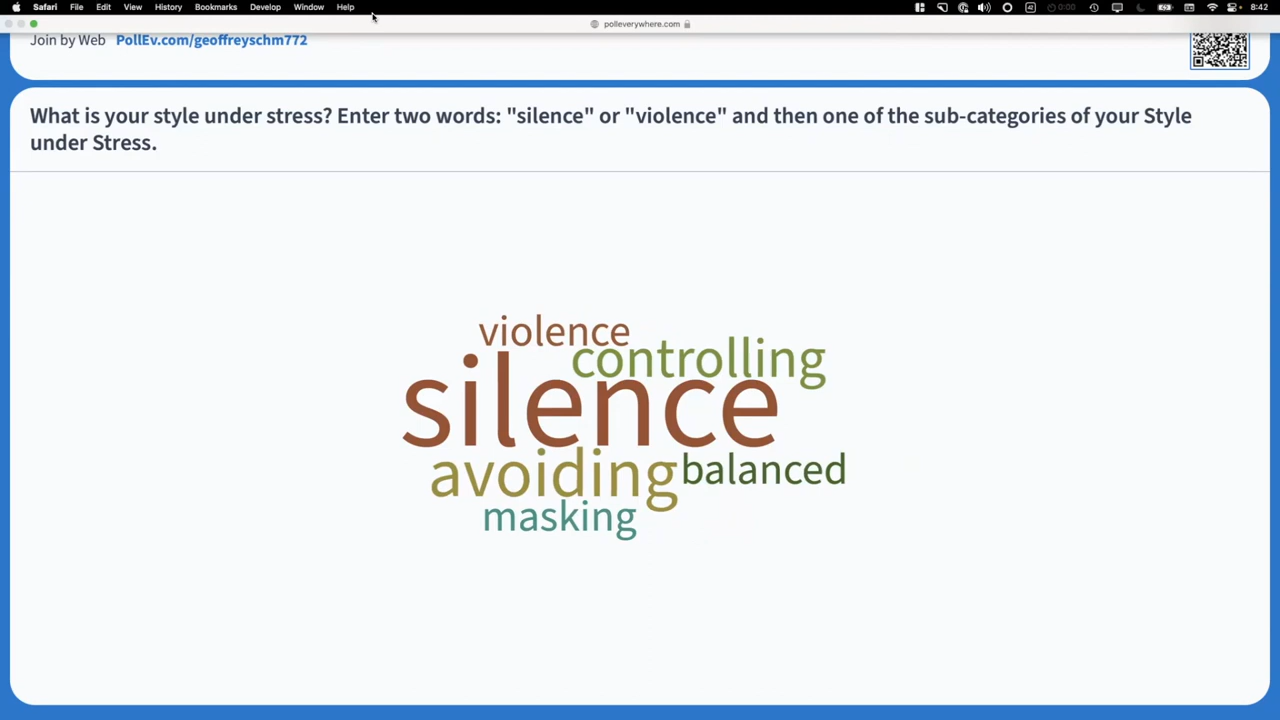 Safari File Edit View History Bookmarks Develop Window Help 0:00 8:42
polleverywhere.com
Join by Web PollEv.com/geoffreyschm772
What is your style under stress? Enter two words: "silence" or "violence" and then one of the sub-categories of your Style
under Stress.
violence
controlling
silence
avoiding
balanced
masking